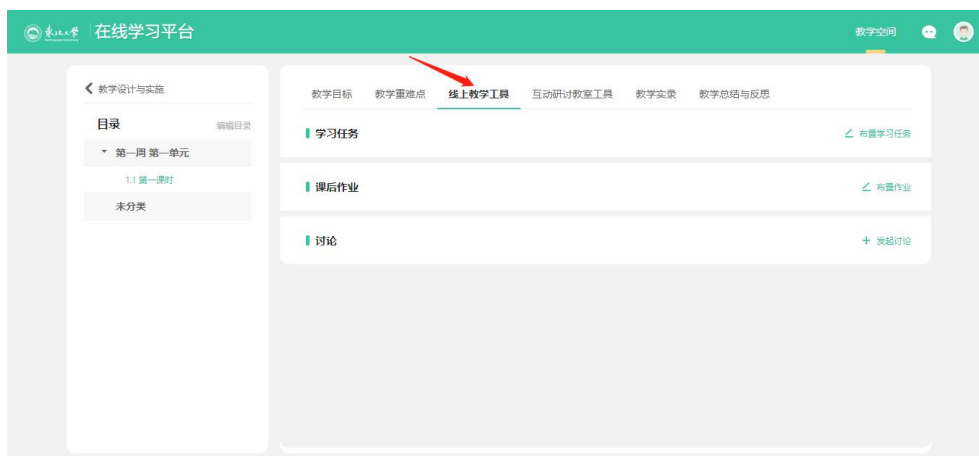 东北大学 在线学习平台
教学空间
教学设计与实施
目录 编辑目录
第一周 第一单元
1.1 第一课时
未分类
教学目标 教学重难点 线上教学工具 互动研讨教室工具 教学实录 教学总结与反思
学习任务 布置学习任务
课后作业 布置作业
讨论 发起讨论